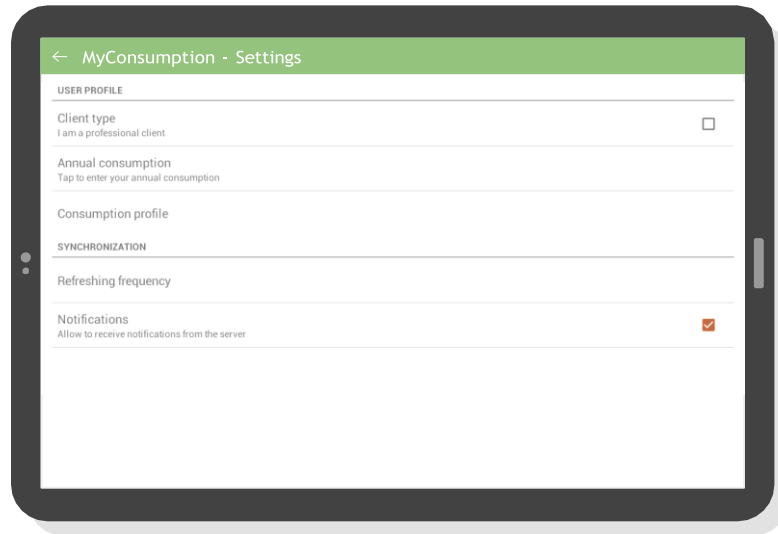 MyConsumption - Settings
USER PROFILE
Client type
I am a professional client
Annual consumption
Tap to enter your annual consumption
Consumption profile
SYNCHRONIZATION
Refreshing frequency
Notifications
Allow to receive notifications from the server